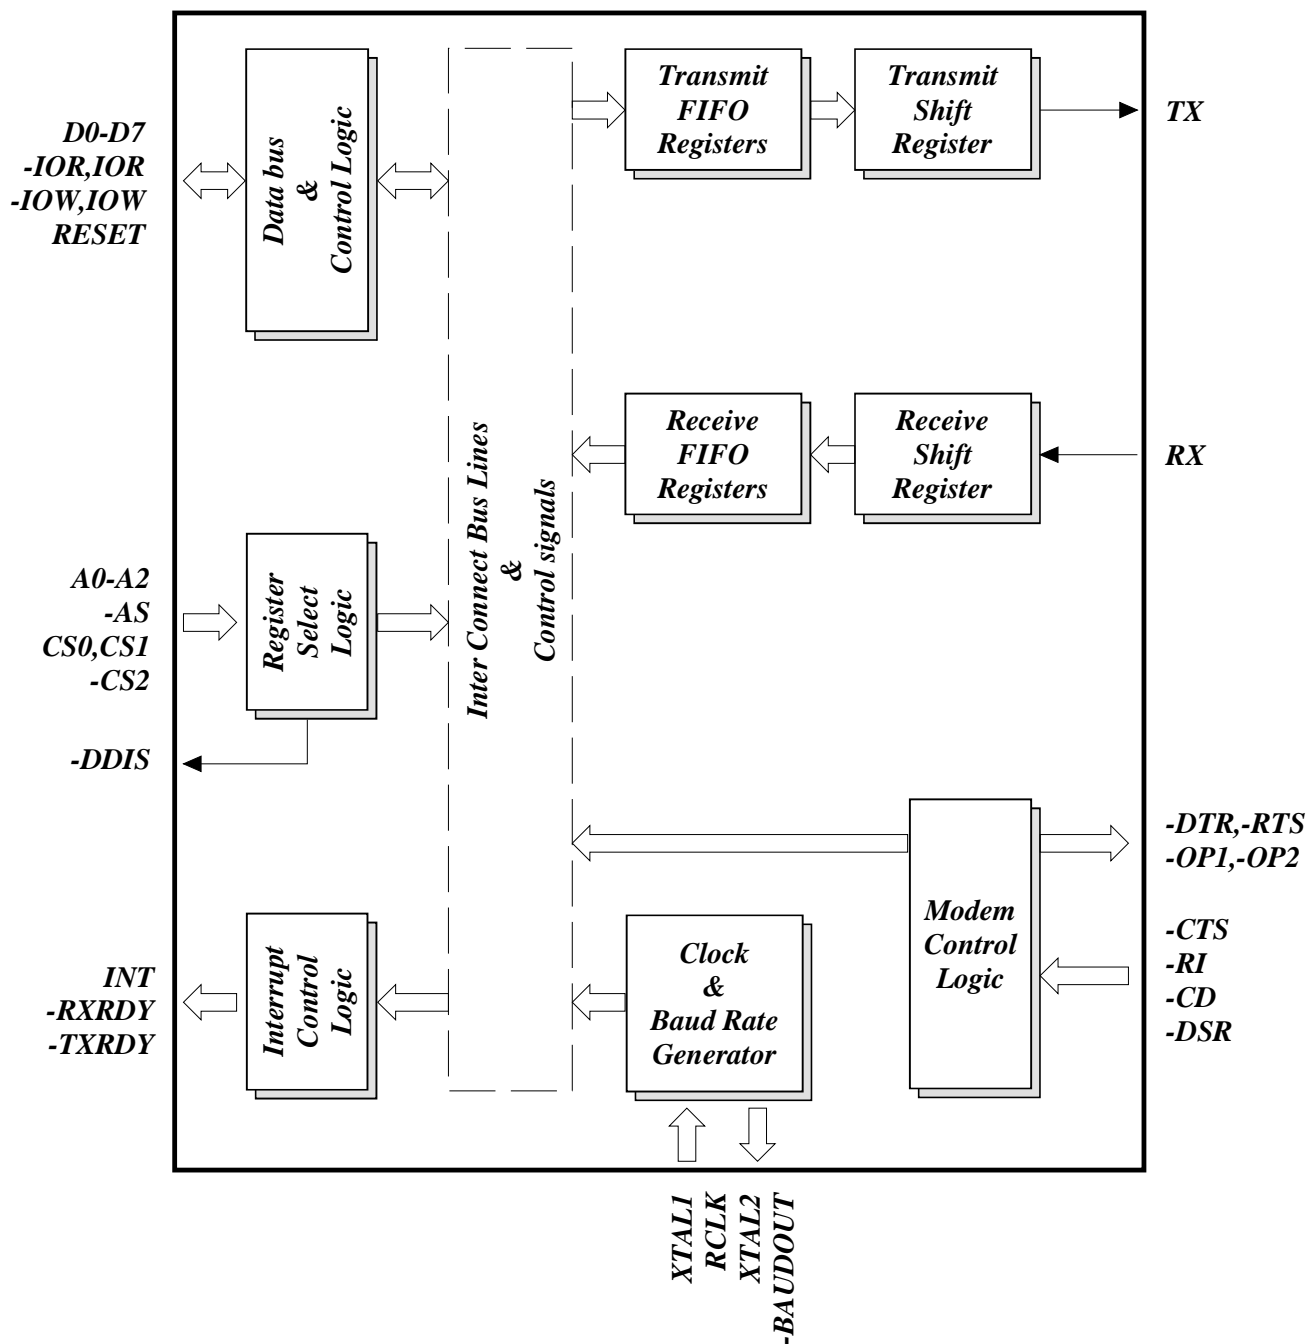 D0-D7
-IOR,IOR
-IOW,IOW
RESET
Data bus
&
Control Logic
Transmit
FIFO
Registers
Transmit
Shift
Register
TX
Inter Connect Bus Lines
&
Control signals
Receive
FIFO
Registers
Receive
Shift
Register
RX
A0-A2
-AS
CS0,CS1
-CS2
Register
Select
Logic
-DDIS
Modem
Control
Logic
-DTR,-RTS
-OP1,-OP2
-CTS
-RI
-CD
-DSR
INT
-RXRDY
-TXRDY
Interrupt
Control
Logic
Clock
&
Baud Rate
Generator
XTAL1
RCLK
XTAL2
-BAUDOUT